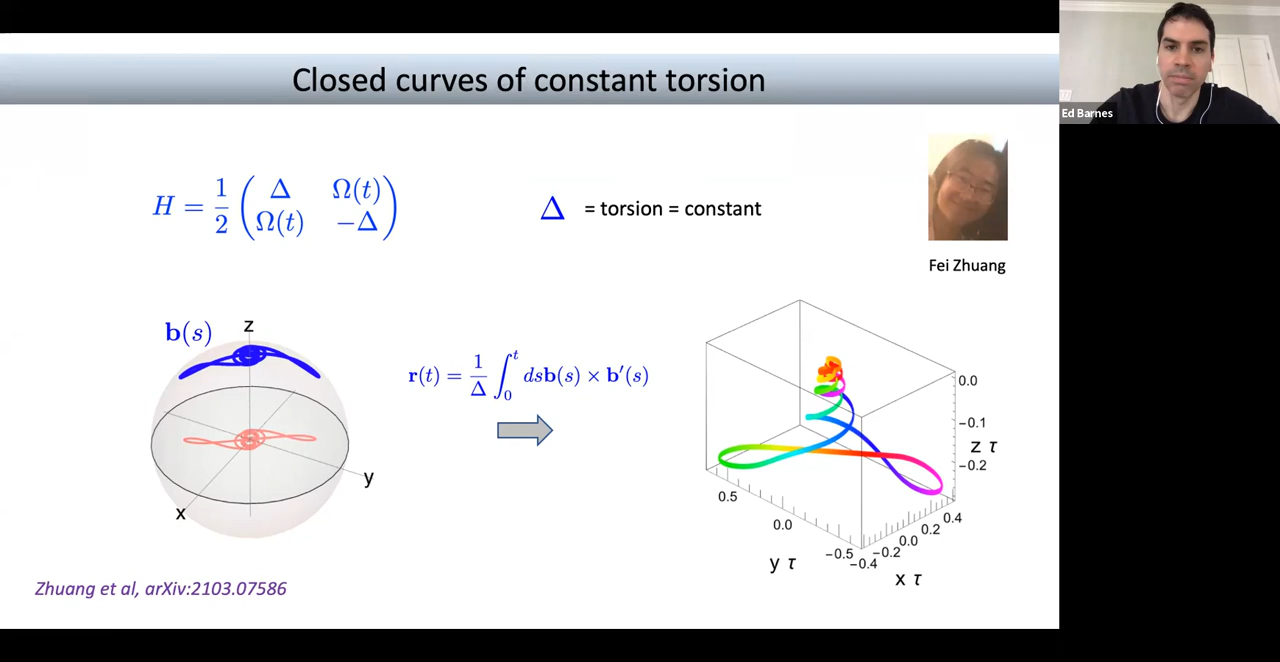 Closed curves of constant torsion
Ed Barnes
H = 1/2 ( Δ Ω(t) Ω(t) −Δ )
Δ = torsion = constant
Fei Zhuang
b(s)
z
y
x
r(t) = 1/Δ ∫₀ᵗ dsb(s) × b′(s)
0.0
−0.1
z τ
−0.2
0.5
0.0
−0.5
y τ
−0.4
−0.2
0.0
0.2
0.4
x τ
Zhuang et al, arXiv:2103.07586